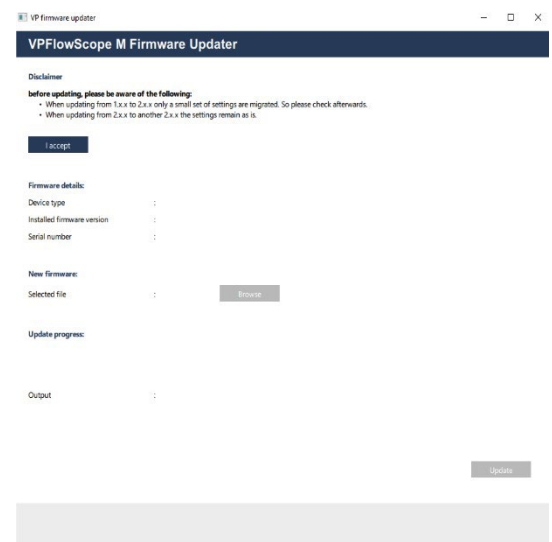 VP firmware updater
VPFlowScope M Firmware Updater
Disclaimer
before updating, please be aware of the following:
• When updating from 1.x.x to 2.x.x only a small set of settings are migrated. So please check afterwards.
• When updating from 2.x.x to another 2.x.x the settings remain as is.
I accept
Firmware details:
Device type :
Installed firmware version :
Serial number :
New firmware:
Selected file : Browse
Update progress:
Output :
Update